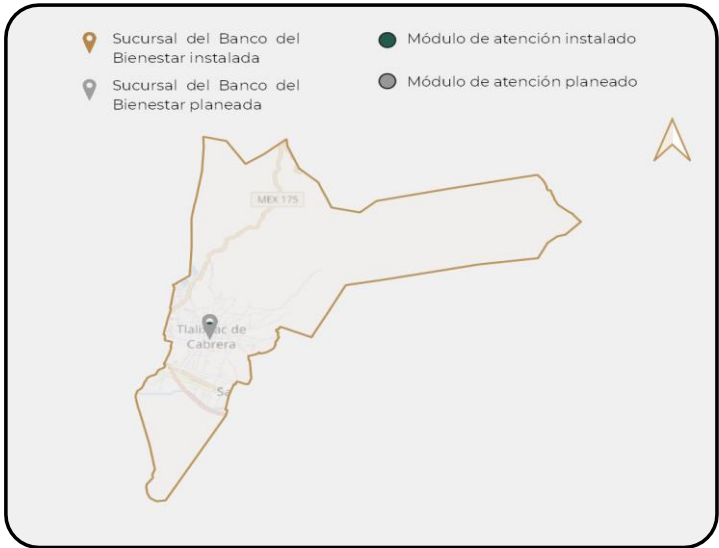 Sucursal del Banco del
Bienestar instalada
Sucursal del Banco del
Bienestar planeada
Módulo de atención instalado
Módulo de atención planeado
MEX 175
de
Cabrera
Sa